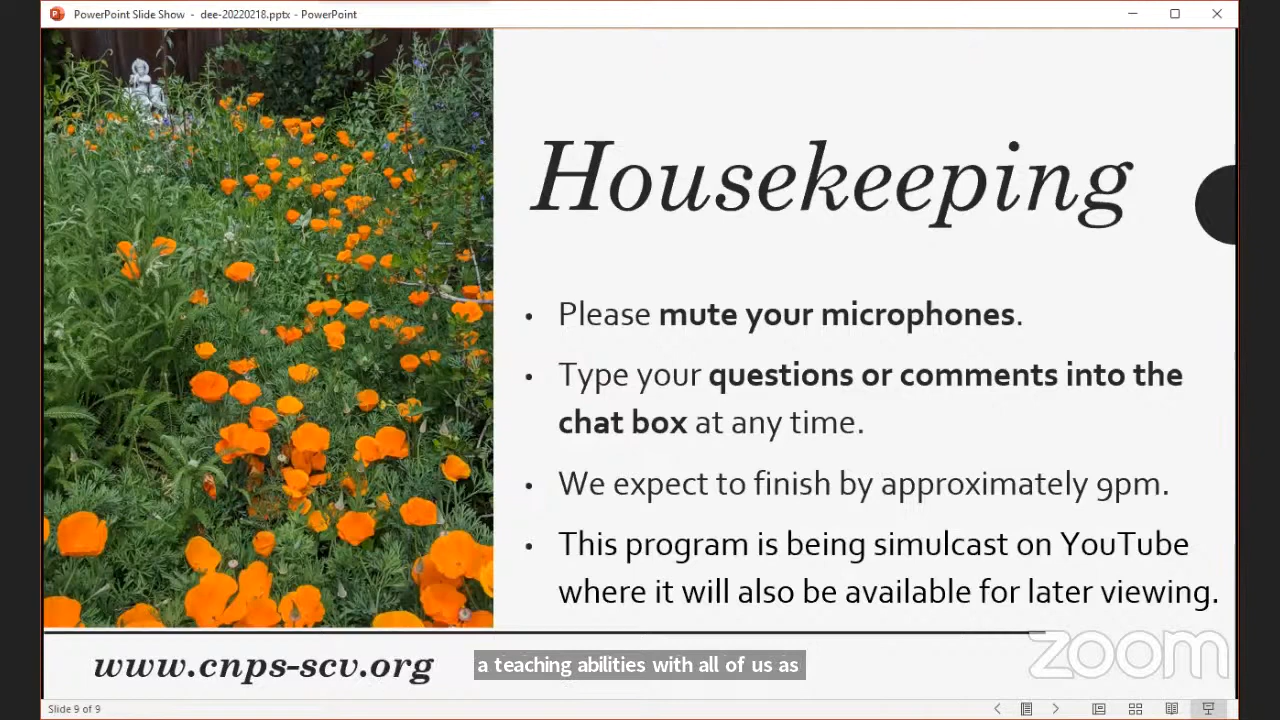 PowerPoint Slide Show - dee-20220218.pptx - PowerPoint
Housekeeping
• Please mute your microphones.
• Type your questions or comments into the
chat box at any time.
• We expect to finish by approximately 9pm.
• This program is being simulcast on YouTube
where it will also be available for later viewing.
www.cnps-scv.org
a teaching abilities with all of us as
zoom
Slide 9 of 9